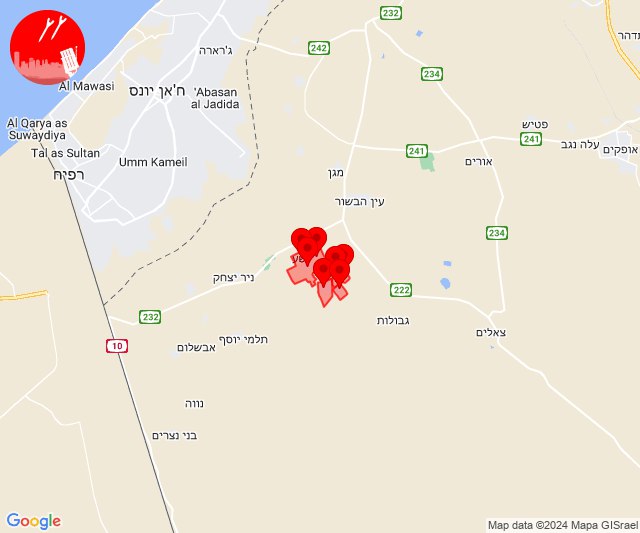 232
תדהר
ג'רארה
242
234
Al Mawasi
ח'אן יונס
'Abasan
al Jadida
Al Qarya as
Suwaydiya
פטיש
241
עלה נגב
אופקים
241
Tal as Sultan
Umm Kameil
אורים
רפיח
מגן
עין הבשור
234
ניר יצחק
222
232
גבולות
צאלים
10
תלמי יוסף
אבשלום
נווה
בני נצרים
Google
Map data ©2024 Mapa GISrael